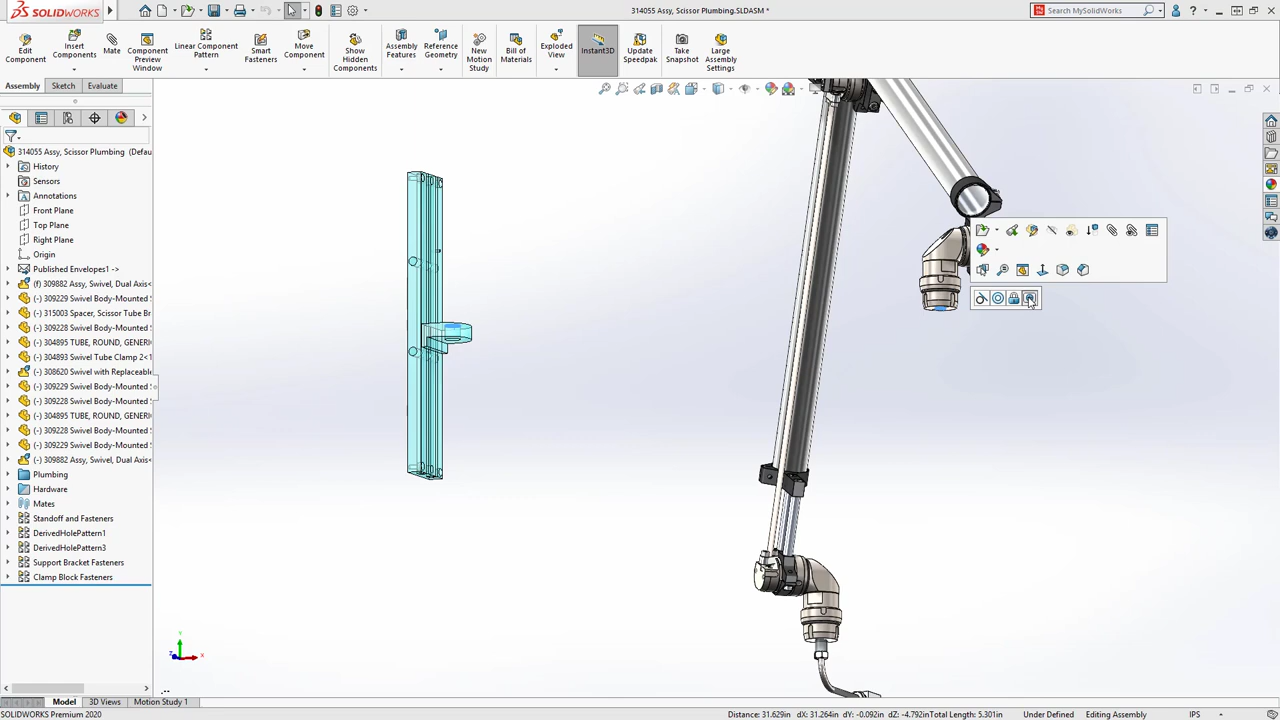 SOLIDWORKS
314055 Assy, Scissor Plumbing.SLDASM *
Search MySolidWorks
?
Edit
Component
Insert
Components
Mate
Component
Preview
Window
Linear Component
Pattern
Smart
Fasteners
Move
Component
Show
Hidden
Components
Assembly
Features
Reference
Geometry
New
Motion
Study
Bill of
Materials
Exploded
View
Instant3D
Update
Speedpak
Take
Snapshot
Large
Assembly
Settings
Assembly
Sketch
Evaluate
314055 Assy, Scissor Plumbing (Defau
History
Sensors
Annotations
Front Plane
Top Plane
Right Plane
Origin
Published Envelopes1 ->
(f) 309882 Assy, Swivel, Dual Axis<
(-) 309229 Swivel Body-Mounted S
(-) 315003 Spacer, Scissor Tube Br
(-) 309228 Swivel Body-Mounted S
(-) 304895 TUBE, ROUND, GENERI
(-) 304893 Swivel Tube Clamp 2<1
(-) 308620 Swivel with Replaceable
(-) 309229 Swivel Body-Mounted S
(-) 309228 Swivel Body-Mounted S
(-) 304895 TUBE, ROUND, GENERI
(-) 309228 Swivel Body-Mounted S
(-) 309229 Swivel Body-Mounted S
(-) 309882 Assy, Swivel, Dual Axis<
Plumbing
Hardware
Mates
Standoff and Fasteners
DerivedHolePattern1
DerivedHolePattern3
Support Bracket Fasteners
Clamp Block Fasteners
Y
X
Z
Model
3D Views
Motion Study 1
SOLIDWORKS Premium 2020
Distance: 31.629in dX: 31.264in dY: -0.092in dZ: -4.792inTotal Length: 5.301in
Under Defined
Editing Assembly
IPS